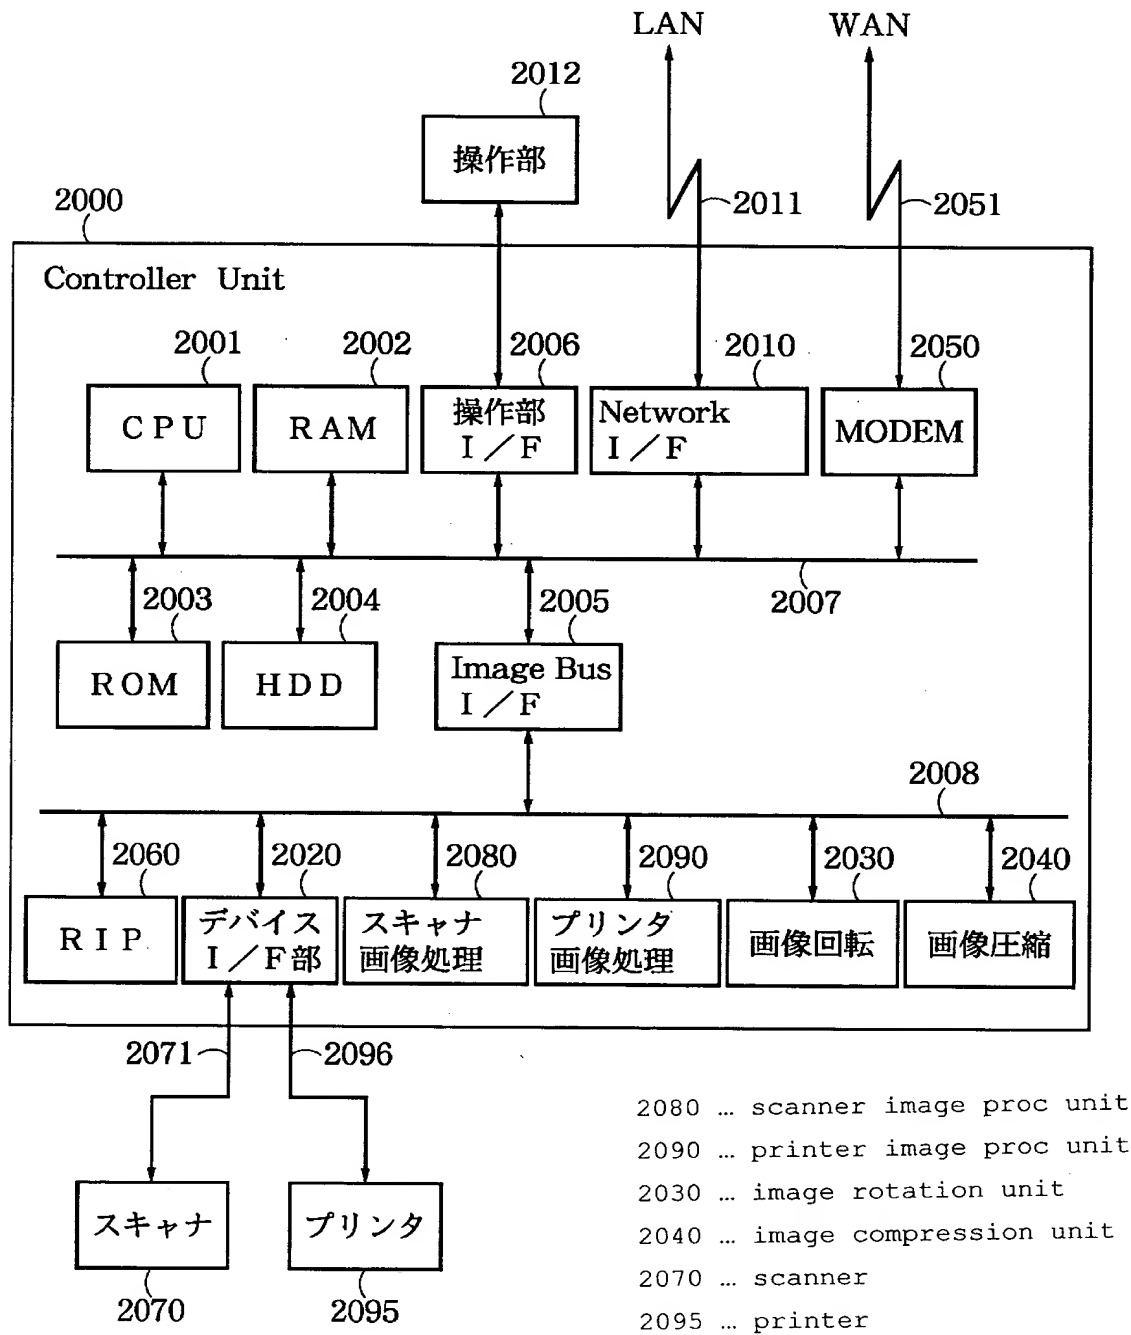 LAN
WAN
2012
操作部
2011
2051
2000
Controller Unit
2001
2002
2006
2010
2050
CPU
RAM
操作部
I/F
Network
I/F
MODEM
2003
2004
2005
2007
ROM
HDD
Image Bus
I/F
2008
2060
2020
2080
2090
2030
2040
RIP
デバイス
I/F部
スキャナ
画像処理
プリンタ
画像処理
画像回転
画像圧縮
2071
2096
スキャナ
プリンタ
2070
2095
2080 … scanner image proc unit
2090 … printer image proc unit
2030 … image rotation unit
2040 … image compression unit
2070 … scanner
2095 … printer